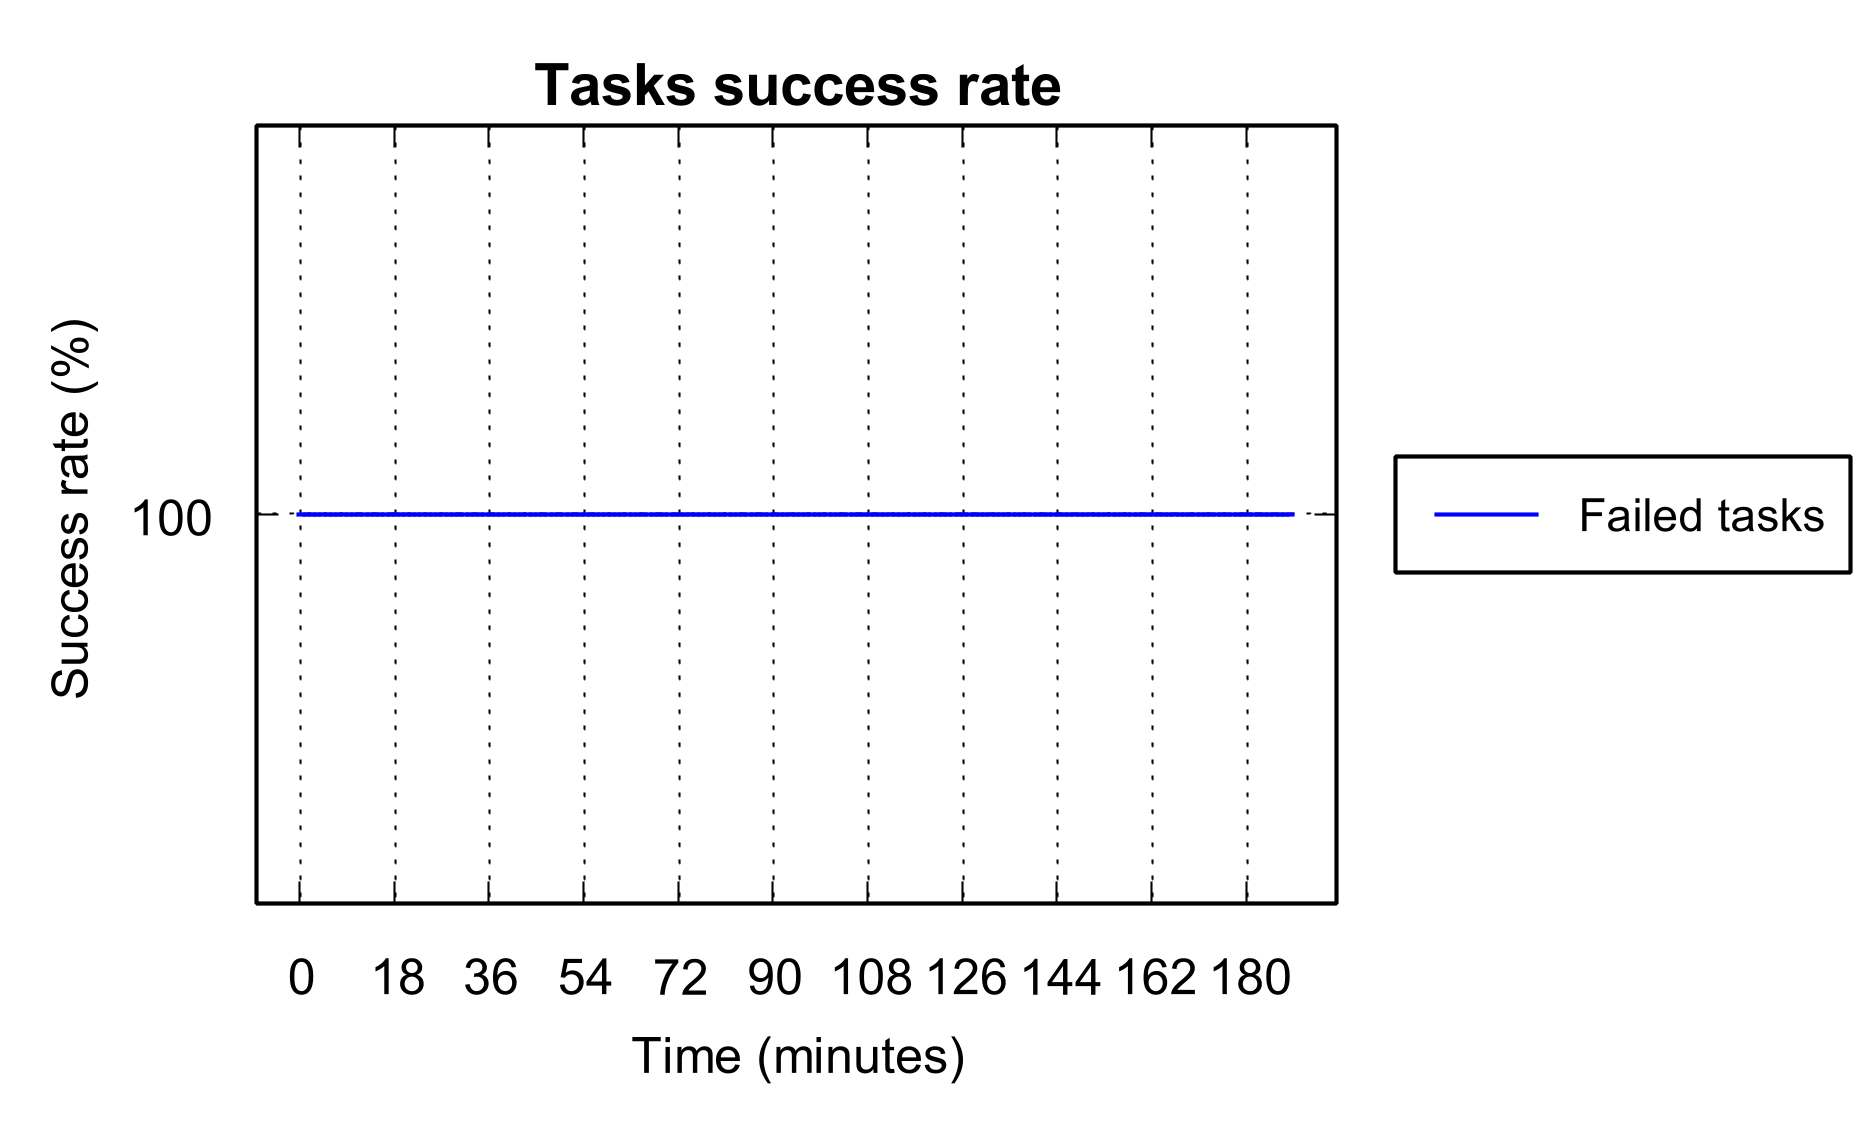 Tasks success rate
Success rate (%)
100
Failed tasks
0 18 36 54 72 90 108 126 144 162 180
Time (minutes)